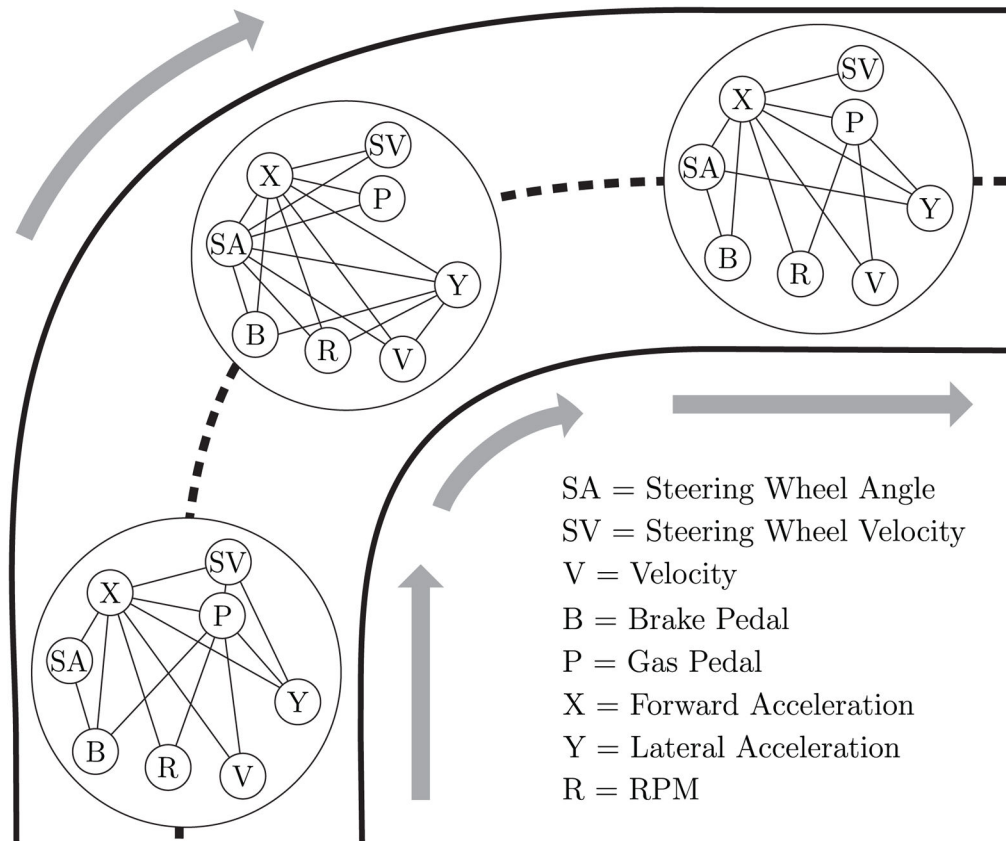 SV
X
P
SA
Y
B
R
V
SV
X
P
SA
Y
B
R
V
SV
X
P
SA
Y
B
R
V
SA = Steering Wheel Angle
SV = Steering Wheel Velocity
V = Velocity
B = Brake Pedal
P = Gas Pedal
X = Forward Acceleration
Y = Lateral Acceleration
R = RPM